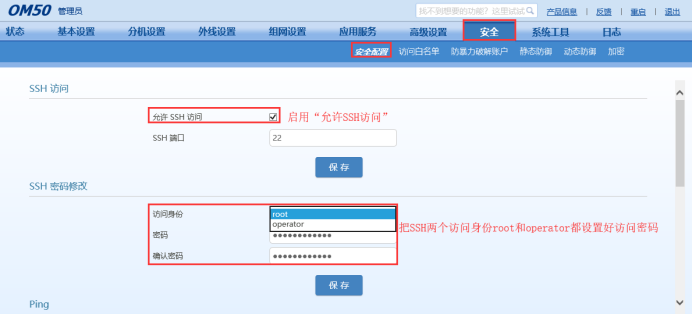 OM50 管理员 找不到想要的功能? 这里试试 产品信息 | 反馈 | 重启 | 退出
状态 基本设置 分机设置 外线设置 组网设置 应用服务 高级设置 安全 系统工具 日志
安全配置 访问白名单 防暴力破解账户 静态防御 动态防御 加密
SSH 访问
允许 SSH 访问 启用“允许SSH访问”
SSH 端口 22
保存
SSH 密码修改
访问身份 root
operator
把SSH两个访问身份root和operator都设置好访问密码
密码 ••••••••••••
确认密码 ••••••••••••
保存
Ping